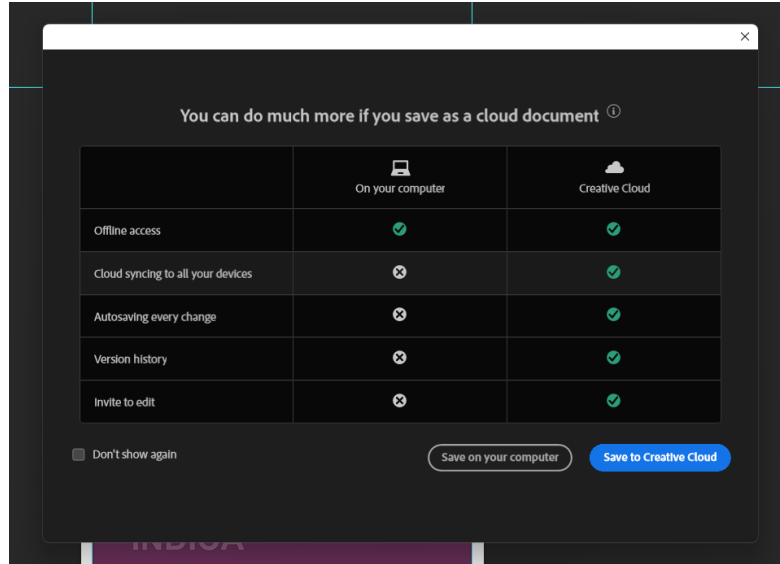 You can do much more if you save as a cloud document
On your computer
Creative Cloud
Offline access
Cloud syncing to all your devices
Autosaving every change
Version history
Invite to edit
Don't show again
Save on your computer
Save to Creative Cloud
INDICA